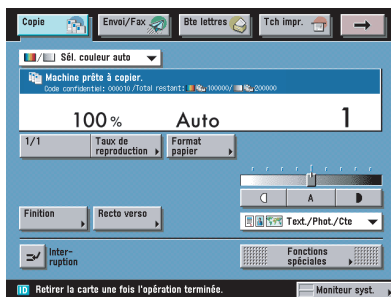 Copie Envoi/Fax Bte lettres Tch impr.
Sél. couleur auto
Machine prête à copier.
Code confidentiel: 000010 /Total restant: 100000/ 200000
100 % Auto 1
1/1 Taux de reproduction Format papier
A
Finition Recto verso
Text./Phot./Cte
Inter-
ruption
Fonctions
spéciales
ID Retirer la carte une fois l'opération terminée. Moniteur syst.